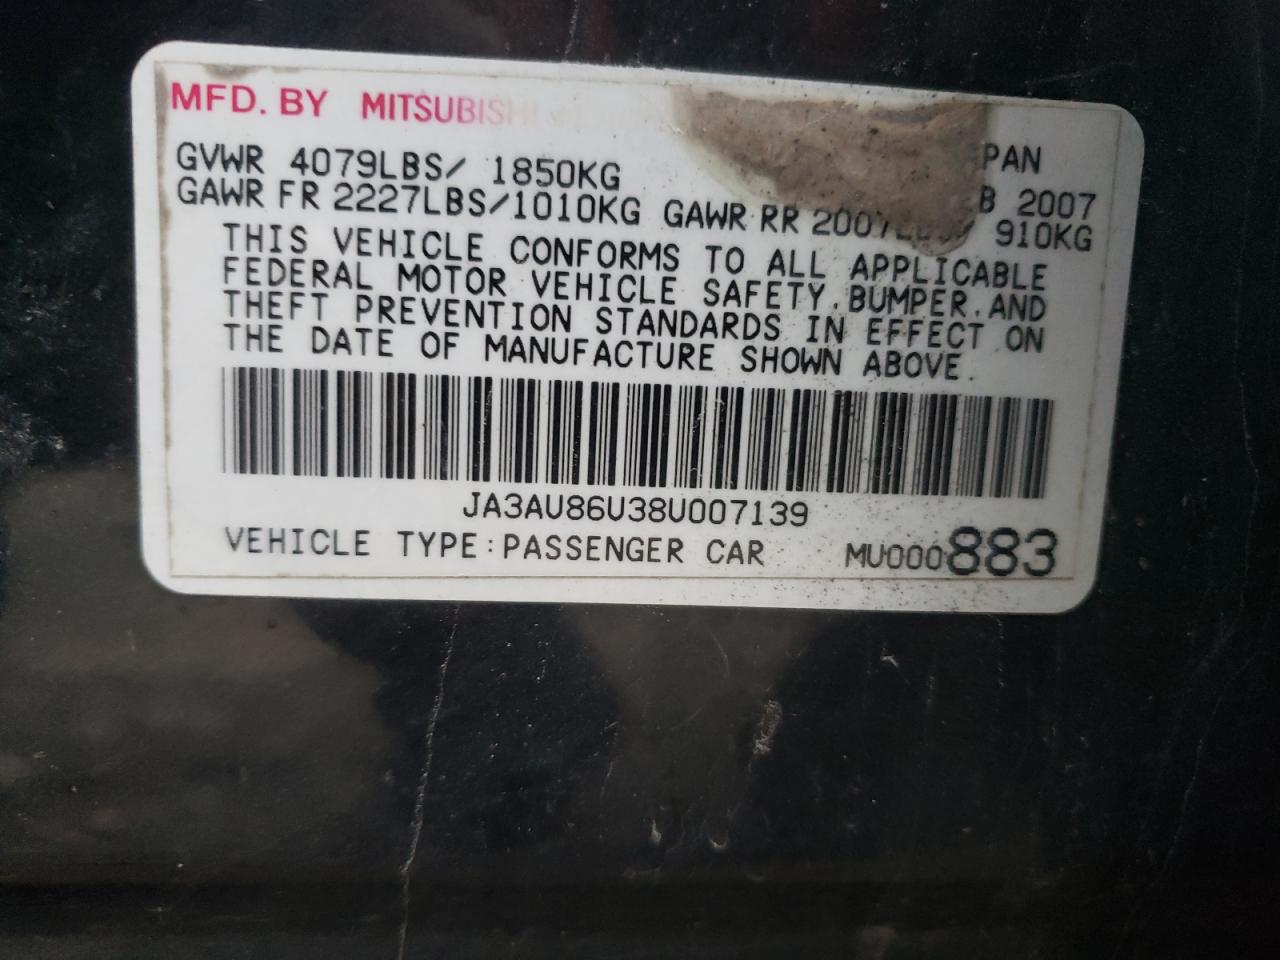 MFD. BY MITSUBISHI
PAN
GVWR 4079LBS/ 1850KG
B 2007
GAWR FR 2227LBS/1010KG GAWR RR 2007LBS/ 910KG
THIS VEHICLE CONFORMS TO ALL APPLICABLE
FEDERAL MOTOR VEHICLE SAFETY, BUMPER, AND
THEFT PREVENTION STANDARDS IN EFFECT ON
THE DATE OF MANUFACTURE SHOWN ABOVE.
JA3AU86U38U007139
VEHICLE TYPE:PASSENGER CAR MU000883